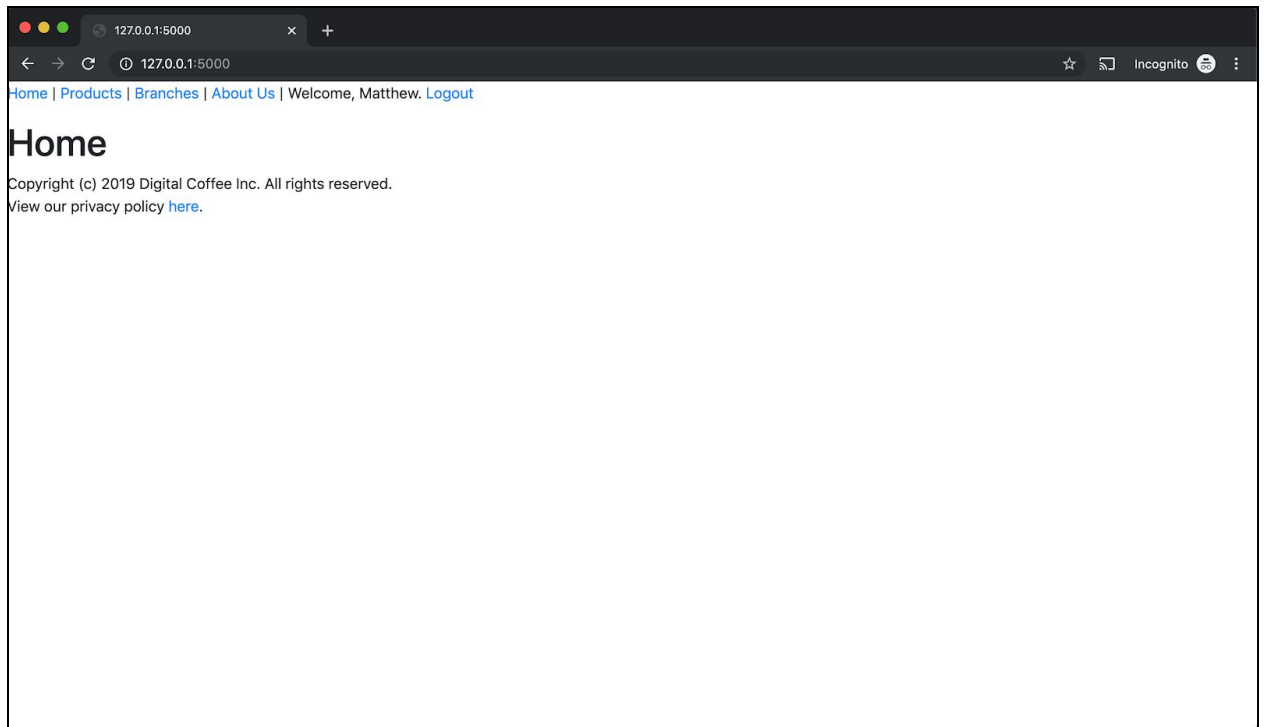 127.0.0.1:5000
127.0.0.1:5000 Incognito
Home | Products | Branches | About Us | Welcome, Matthew. Logout
Home
Copyright (c) 2019 Digital Coffee Inc. All rights reserved.
View our privacy policy here.